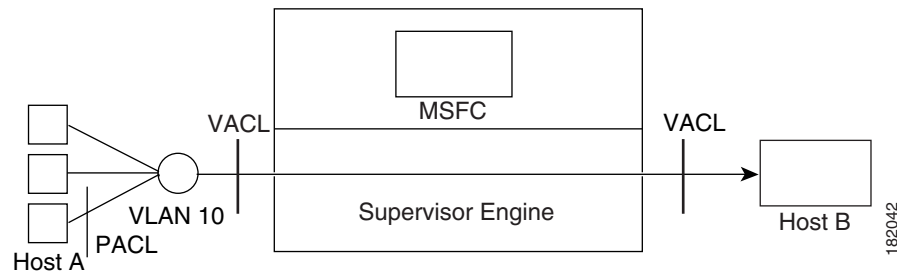 MSFC
VACL
VACL
Supervisor Engine
VLAN 10
PACL
Host A
Host B
182042